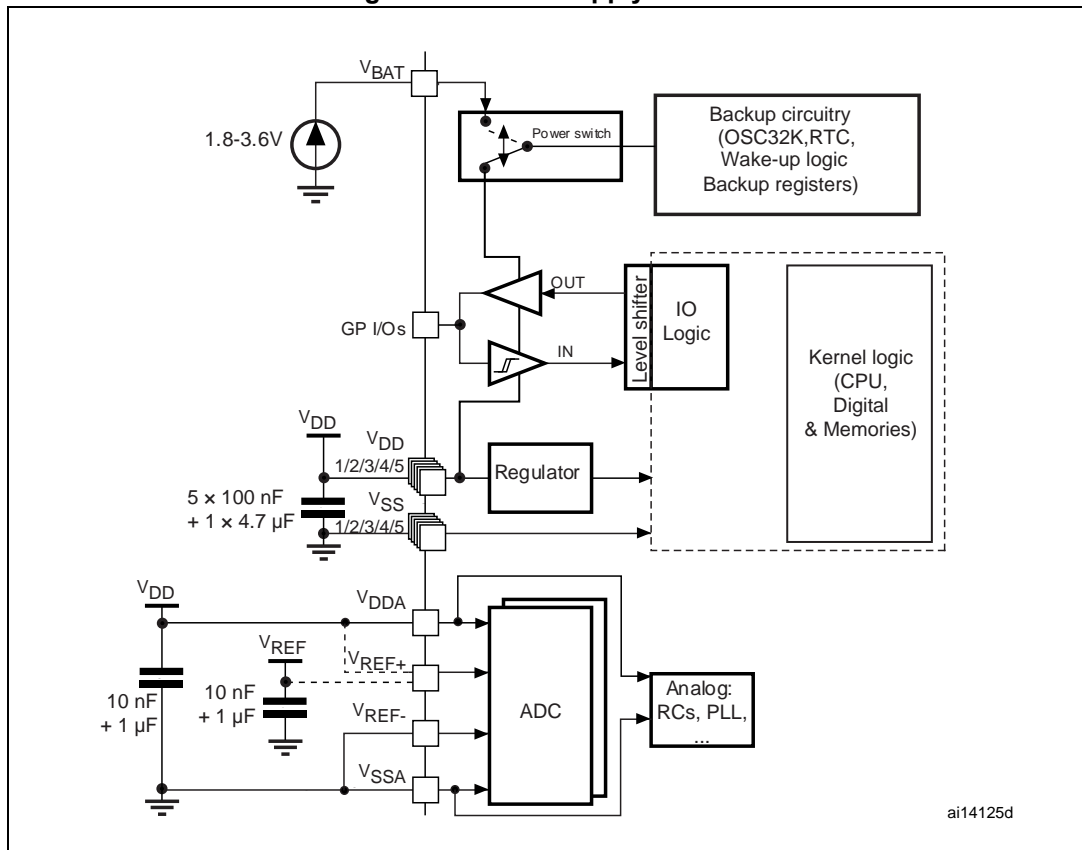 pply
VBAT
1.8-3.6V
Power switch
Backup circuitry
(OSC32K,RTC,
Wake-up logic
Backup registers)
GP I/Os
OUT
IN
Level shifter
IO
Logic
Kernel logic
(CPU,
Digital
& Memories)
VDD
VDD
1/2/3/4/5
Regulator
5 × 100 nF
+ 1 × 4.7 µF
VSS
1/2/3/4/5
VDD
VDDA
VREF
VREF+
10 nF
+ 1 µF
10 nF
+ 1 µF
VREF-
VSSA
ADC
Analog:
RCs, PLL,
...
ai14125d